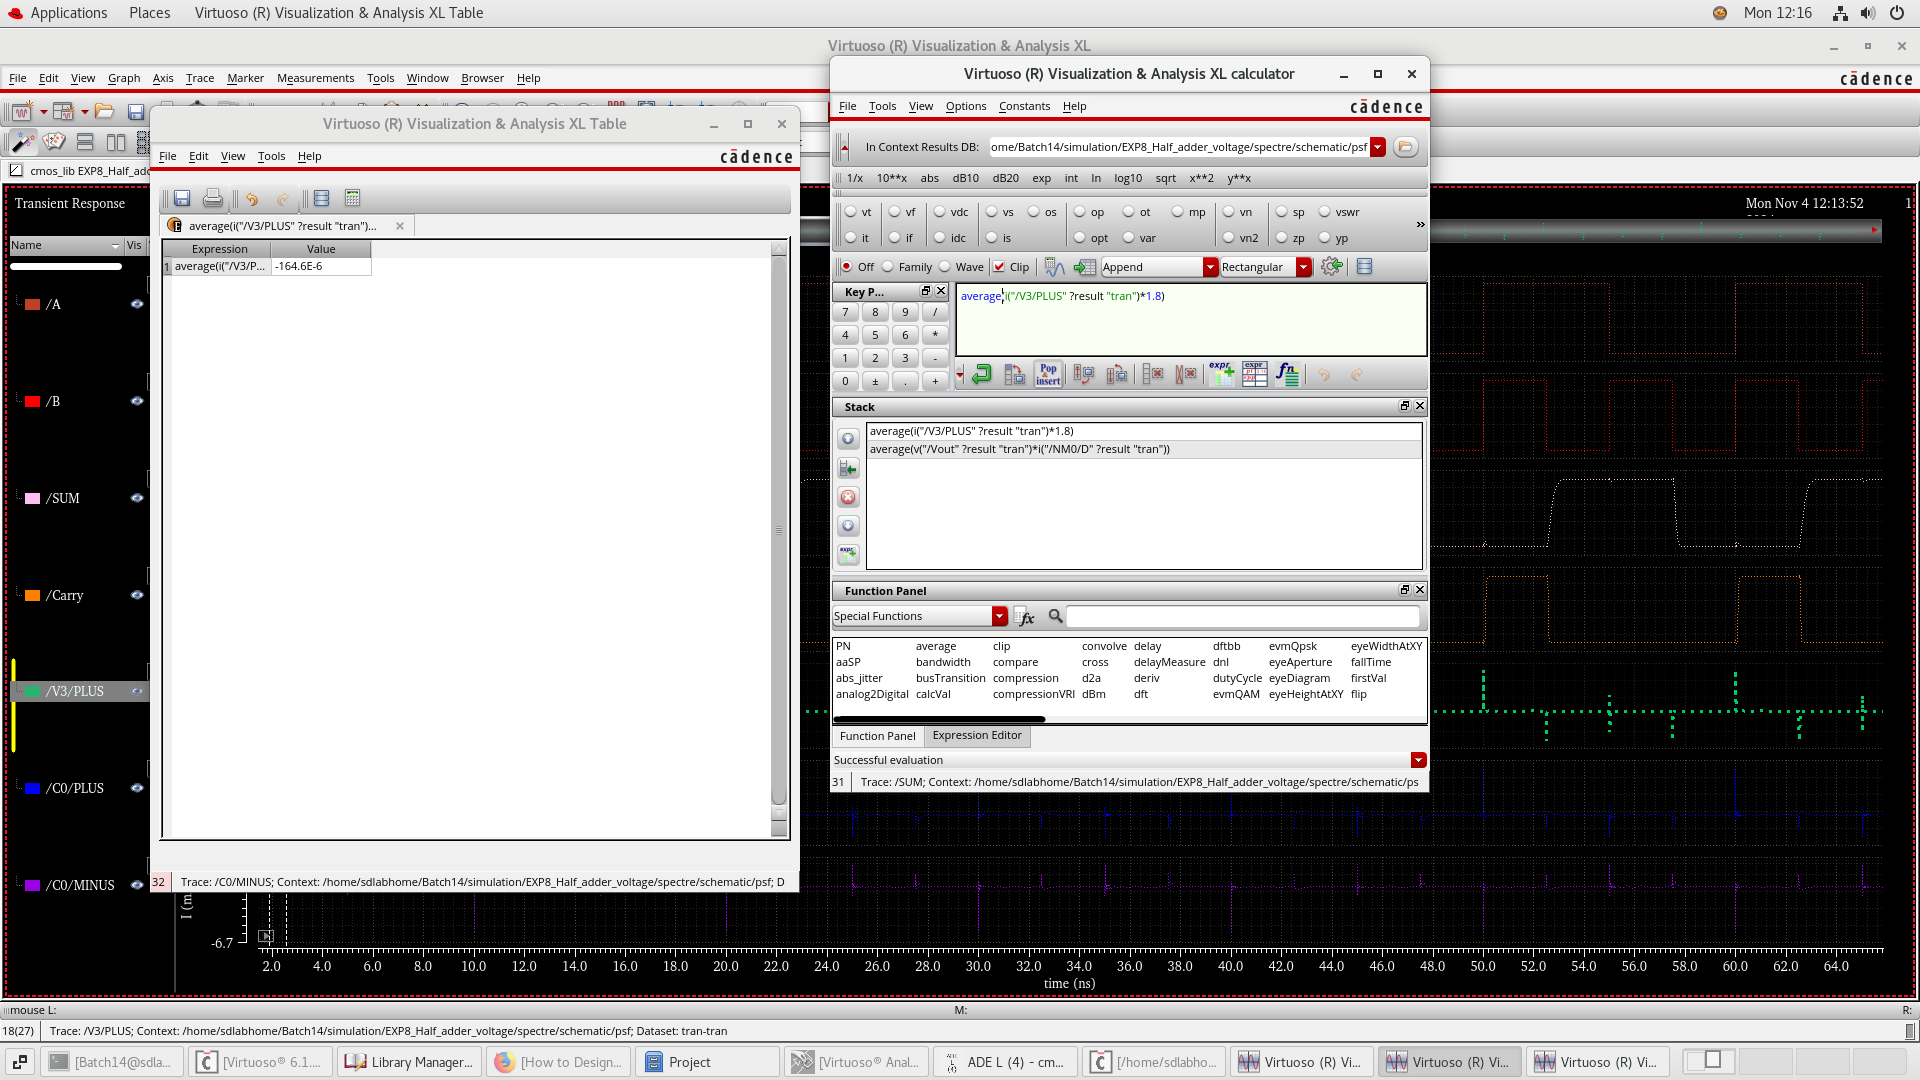 Applications Places Virtuoso (R) Visualization & Analysis XL Table Mon 12:16
Virtuoso (R) Visualization & Analysis XL
File Edit View Graph Axis Trace Marker Measurements Tools Window Browser Help cādence
cmos_lib EXP8_Half_add
Transient Response
Mon Nov 4 12:13:52 1
Name Vis
/A
/B
/SUM
/Carry
/V3/PLUS
/C0/PLUS
/C0/MINUS
Virtuoso (R) Visualization & Analysis XL Table
File Edit View Tools Help cādence
average(i("/V3/PLUS" ?result "tran")...
Expression Value
1 average(i("/V3/P... -164.6E-6
32 Trace: /C0/MINUS; Context: /home/sdlabhome/Batch14/simulation/EXP8_Half_adder_voltage/spectre/schematic/psf; D
Virtuoso (R) Visualization & Analysis XL calculator
File Tools View Options Constants Help cādence
In Context Results DB: ome/Batch14/simulation/EXP8_Half_adder_voltage/spectre/schematic/psf
1/x 10**x abs dB10 dB20 exp int ln log10 sqrt x**2 y**x
vt vf vdc vs os op ot mp vn sp vswr »
it if idc is opt var vn2 zp yp
Off Family Wave Clip Append Rectangular
Key P...
7 8 9 /
4 5 6 *
1 2 3 -
0 ± . +
average(i("/V3/PLUS" ?result "tran")*1.8)
Pop & insert expr expr fn
Stack
average(i("/V3/PLUS" ?result "tran")*1.8)
average(v("/Vout" ?result "tran")*i("/NM0/D" ?result "tran"))
expr
Function Panel
Special Functions fx
PN average clip convolve delay dftbb evmQpsk eyeWidthAtXY
aaSP bandwidth compare cross delayMeasure dnl eyeAperture fallTime
abs_jitter busTransition compression d2a deriv dutyCycle eyeDiagram firstVal
analog2Digital calcVal compressionVRI dBm dft evmQAM eyeHeightAtXY flip
Function Panel Expression Editor
Successful evaluation
31 Trace: /SUM; Context: /home/sdlabhome/Batch14/simulation/EXP8_Half_adder_voltage/spectre/schematic/ps
I (m
-6.7
2.0 4.0 6.0 8.0 10.0 12.0 14.0 16.0 18.0 20.0 22.0 24.0 26.0 28.0 30.0 32.0 34.0 36.0 38.0 40.0 42.0 44.0 46.0 48.0 50.0 52.0 54.0 56.0 58.0 60.0 62.0 64.0
time (ns)
mouse L: M: R:
18(27) Trace: /V3/PLUS; Context: /home/sdlabhome/Batch14/simulation/EXP8_Half_adder_voltage/spectre/schematic/psf; Dataset: tran-tran
[Batch14@sdla... [Virtuoso® 6.1.... Library Manager... [How to Design... Project [Virtuoso® Anal... ADE L (4) - cm... [/home/sdlabho... Virtuoso (R) Vi... Virtuoso (R) Vi... Virtuoso (R) Vi...